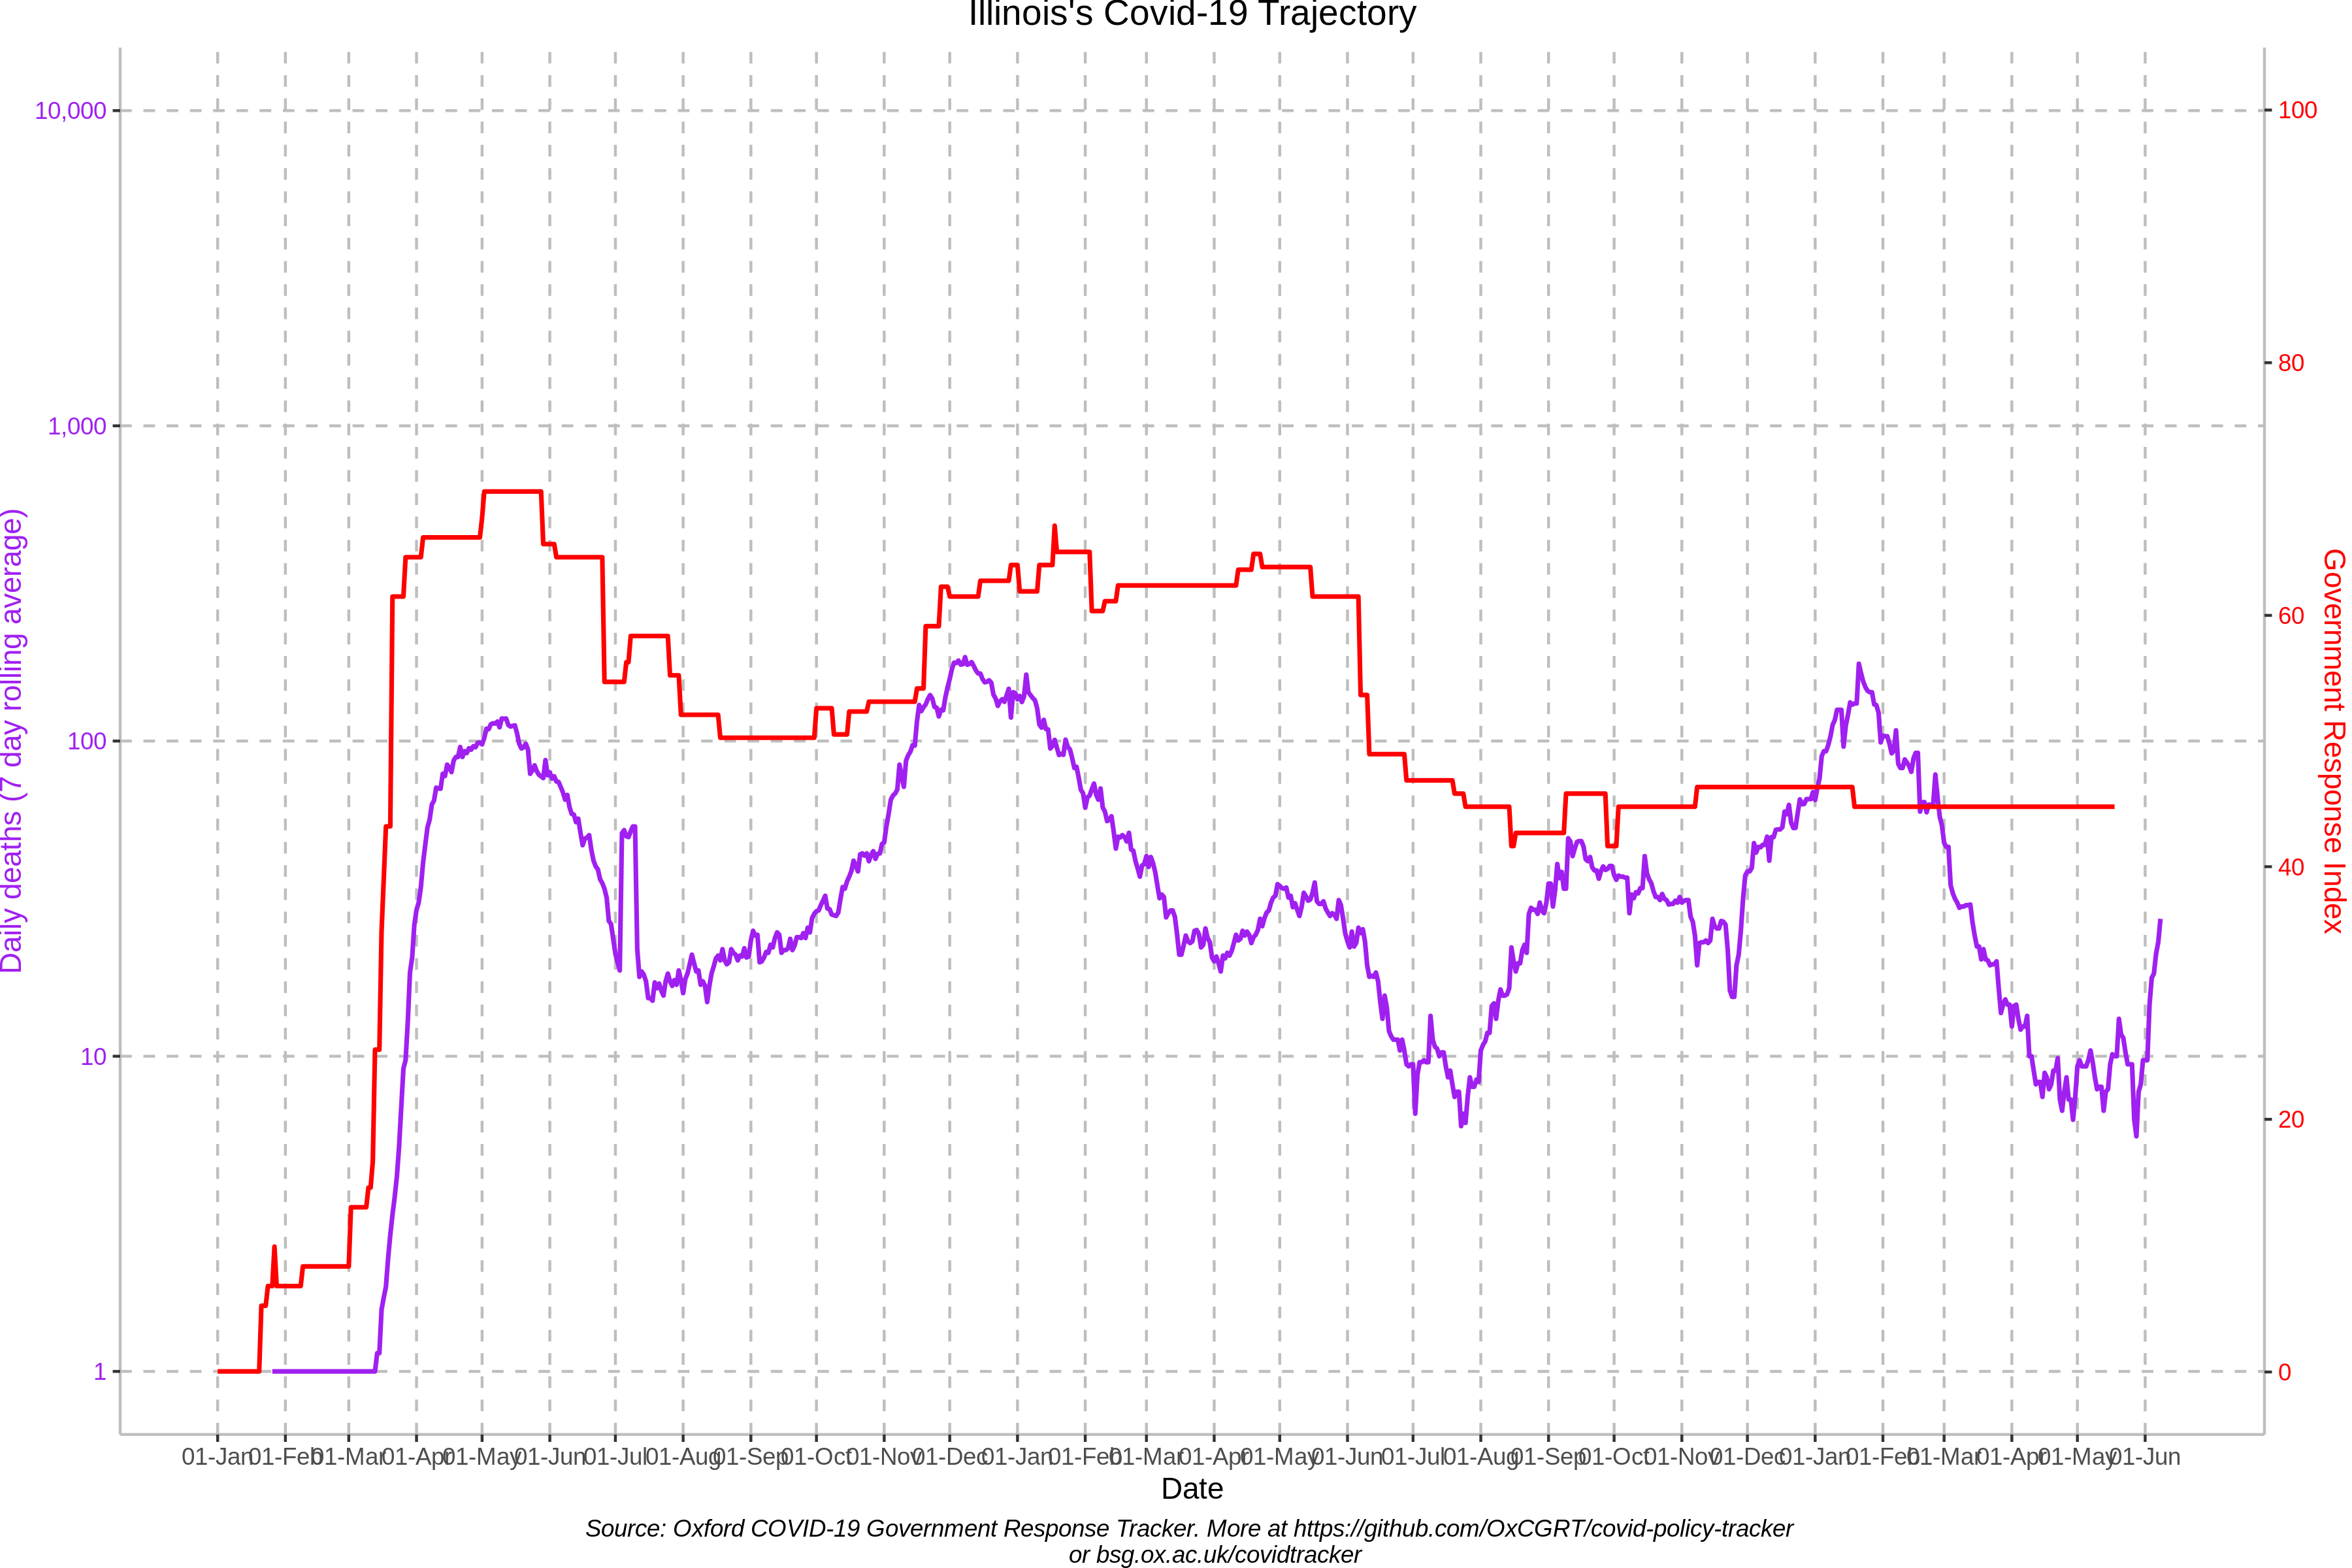 Illinois's Covid-19 Trajectory
10,000
1,000
100
10
1
Daily deaths (7 day rolling average)
100
80
60
40
20
0
Government Response Index
01-Jan 01-Feb 01-Mar 01-Apr 01-May 01-Jun 01-Jul 01-Aug 01-Sep 01-Oct 01-Nov 01-Dec 01-Jan 01-Feb 01-Mar 01-Apr 01-May 01-Jun 01-Jul 01-Aug 01-Sep 01-Oct 01-Nov 01-Dec 01-Jan 01-Feb 01-Mar 01-Apr 01-May 01-Jun
Date
Source: Oxford COVID-19 Government Response Tracker. More at https://github.com/OxCGRT/covid-policy-tracker
or bsg.ox.ac.uk/covidtracker